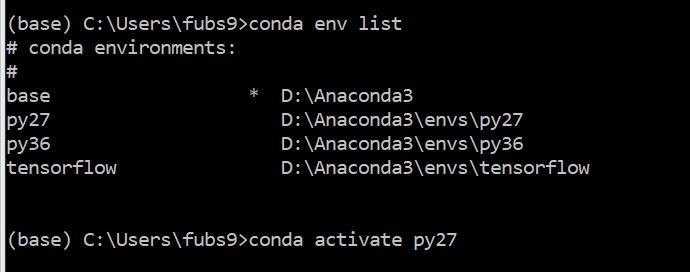 (base) C:\Users\fubs9>conda env list
# conda environments:
#
base                  *  D:\Anaconda3
py27                     D:\Anaconda3\envs\py27
py36                     D:\Anaconda3\envs\py36
tensorflow               D:\Anaconda3\envs\tensorflow
(base) C:\Users\fubs9>conda activate py27